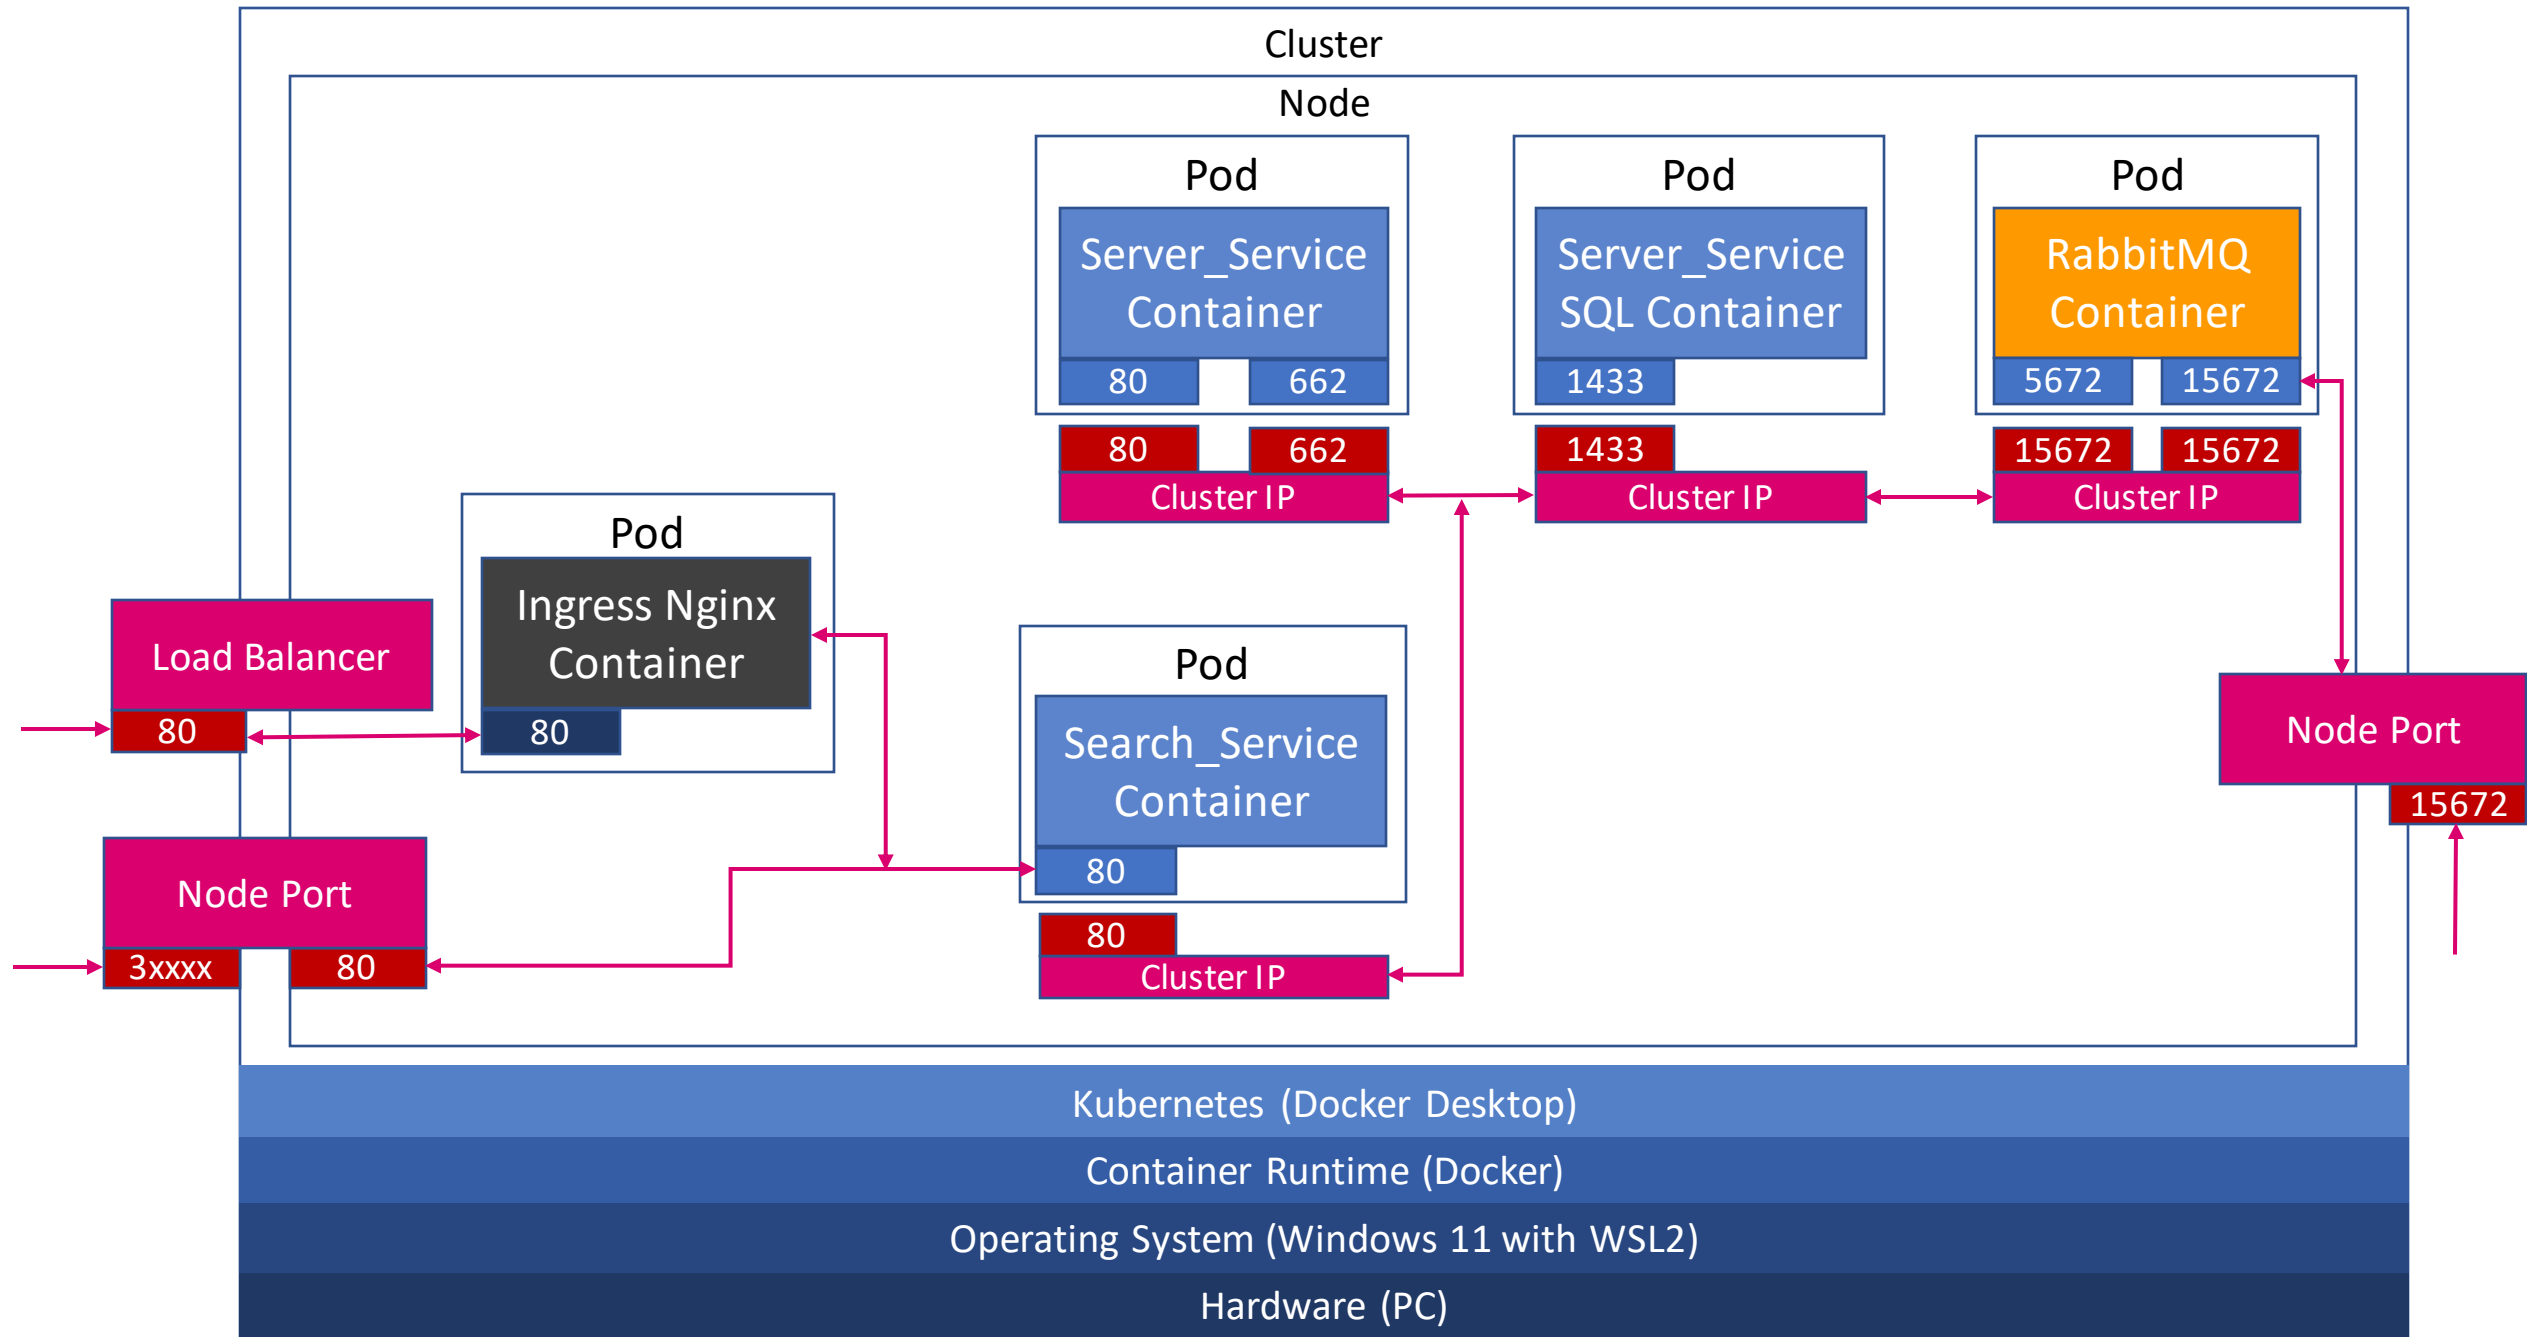 Cluster
Node
Pod
Server_Service
Container
80
662
80
662
Cluster IP
Pod
Server_Service
SQL Container
1433
1433
Cluster IP
Pod
RabbitMQ
Container
5672
15672
15672
15672
Cluster IP
Pod
Ingress Nginx
Container
80
Load Balancer
80
Pod
Search_Service
Container
80
80
Cluster IP
Node Port
3xxxx
80
Node Port
15672
Kubernetes (Docker Desktop)
Container Runtime (Docker)
Operating System (Windows 11 with WSL2)
Hardware (PC)